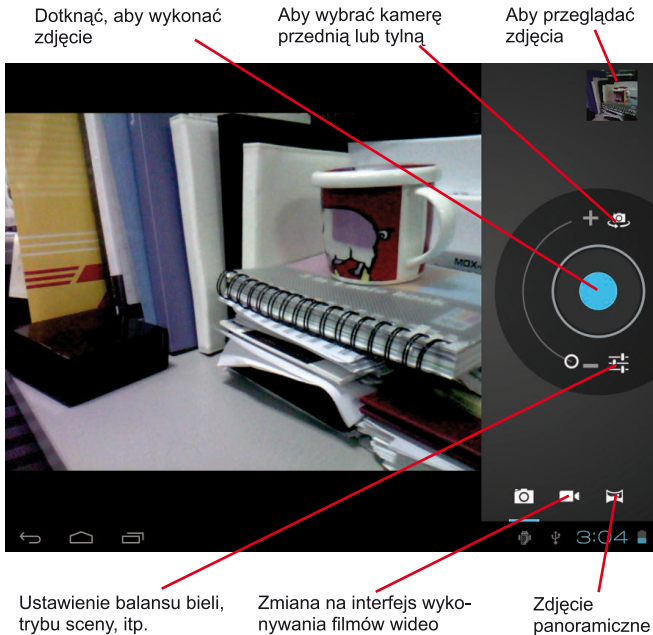 Dotknąć, aby wykonać
zdjęcie
Aby wybrać kamerę
przednią lub tylną
Aby przeglądać
zdjęcia
MOX
3:04
Ustawienie balansu bieli,
trybu sceny, itp.
Zmiana na interfejs wyko-
nywania filmów wideo
Zdjęcie
panoramiczne